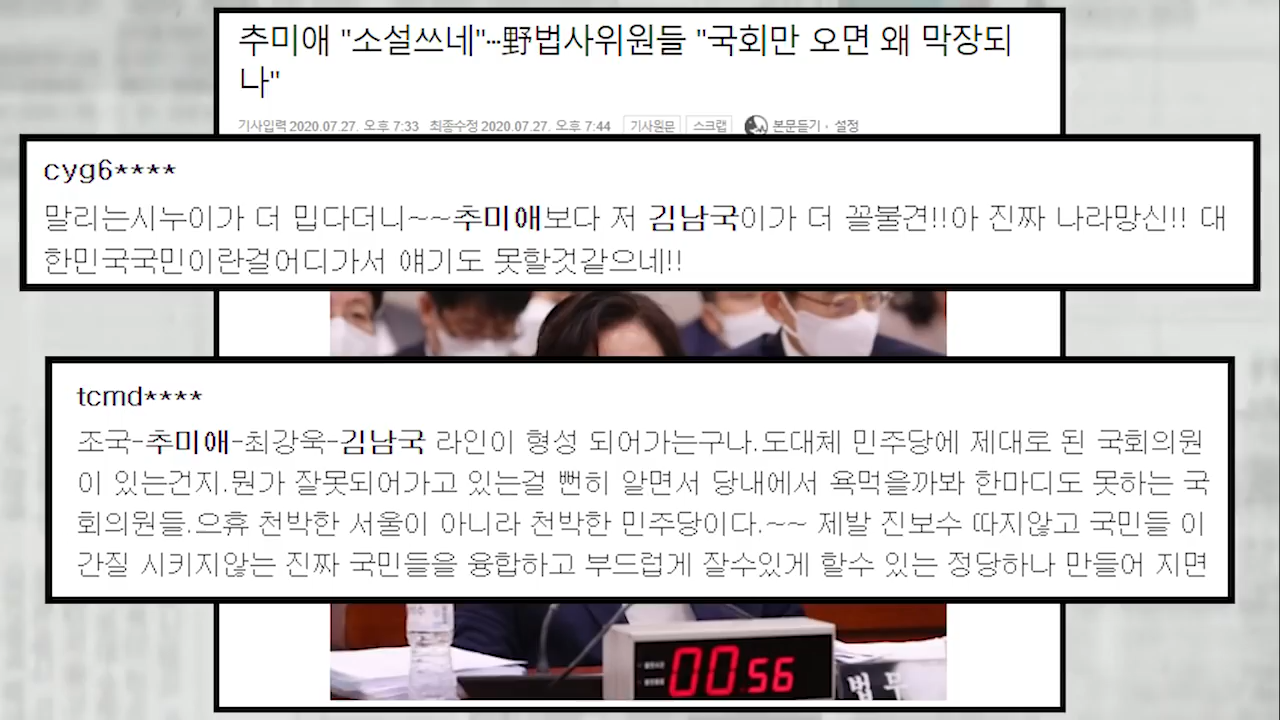 추미애 "소설쓰네"…野법사위원들 "국회만 오면 왜 막장되
나"
기사입력 2020.07.27. 오후 7:33 최종수정 2020.07.27. 오후 7:44 기사원문 스크랩 본문듣기 · 설정
cyg6****
말리는시누이가 더 밉다더니~~추미애보다 저 김남국이가 더 꼴불견!!아 진짜 나라망신!! 대
한민국국민이란걸어디가서 얘기도 못할것같으네!!
tcmd****
조국-추미애-최강욱-김남국 라인이 형성 되어가는구나.도대체 민주당에 제대로 된 국회의원
이 있는건지.뭔가 잘못되어가고 있는걸 뻔히 알면서 당내에서 욕먹을까봐 한마디도 못하는 국
회의원들.으휴 천박한 서울이 아니라 천박한 민주당이다.~~ 제발 진보수 따지않고 국민들 이
간질 시키지않는 진짜 국민들을 융합하고 부드럽게 잘수있게 할수 있는 정당하나 만들어 지면
00 56
법무